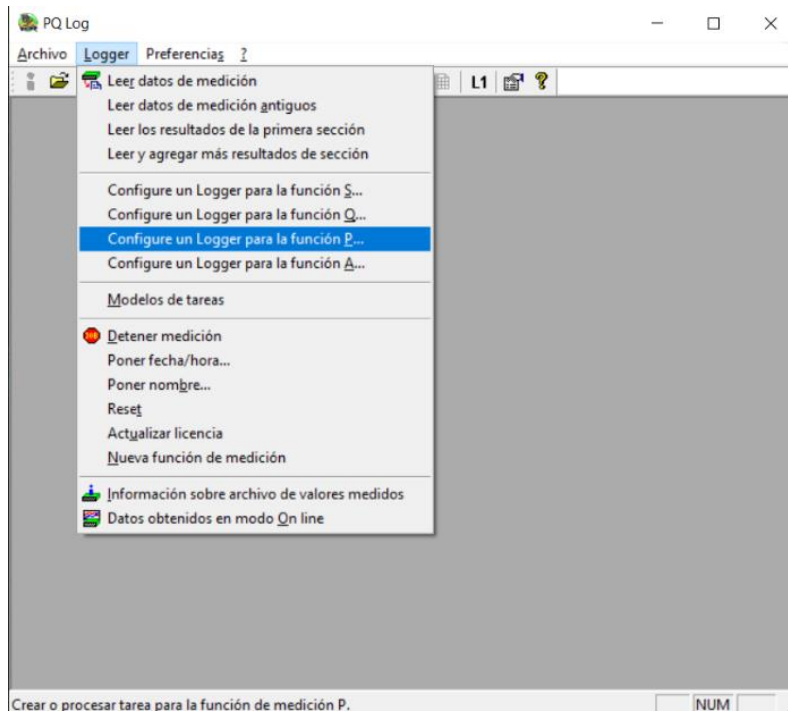 PQ Log
Archivo Logger Preferencias ?
L1
Leer datos de medición
Leer datos de medición antiguos
Leer los resultados de la primera sección
Leer y agregar más resultados de sección
Configure un Logger para la función S...
Configure un Logger para la función Q...
Configure un Logger para la función P...
Configure un Logger para la función A...
Modelos de tareas
Detener medición
Poner fecha/hora...
Poner nombre...
Reset
Actualizar licencia
Nueva función de medición
Información sobre archivo de valores medidos
Datos obtenidos en modo On line
Crear o procesar tarea para la función de medición P.
NUM